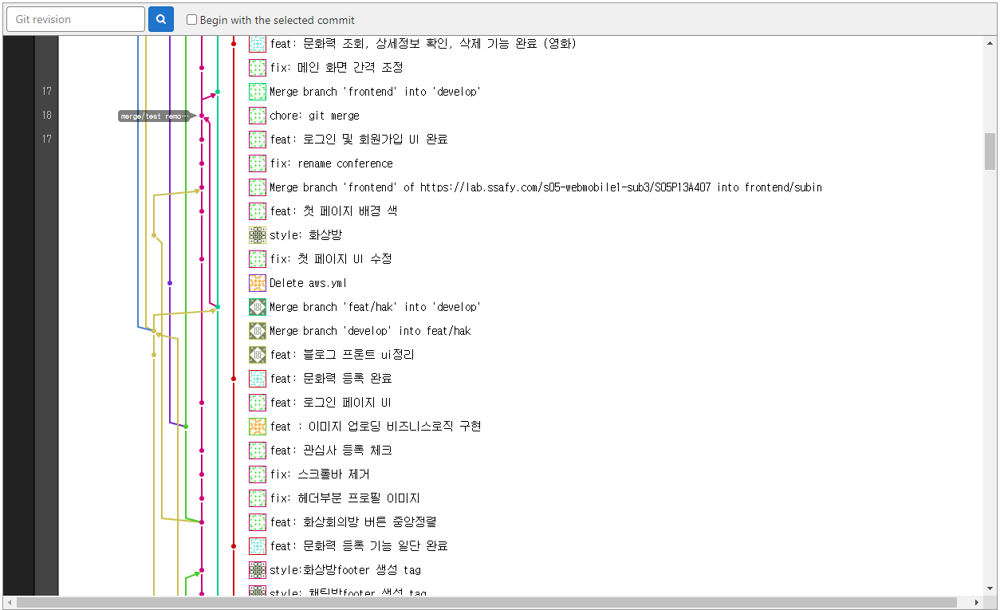 Git revision
Begin with the selected commit
feat: 문화력 조회, 상세정보 확인, 삭제 기능 완료 (영화)
fix: 메인 화면 간격 조정
17 Merge branch 'frontend' into 'develop'
18 merge/test remo… chore: git merge
17 feat: 로그인 및 회원가입 UI 완료
fix: rename conference
Merge branch 'frontend' of https://lab.ssafy.com/s05-webmobile1-sub3/S05P13A407 into frontend/subin
feat: 첫 페이지 배경 색
style: 화상방
fix: 첫 페이지 UI 수정
Delete aws.yml
Merge branch 'feat/hak' into 'develop'
Merge branch 'develop' into feat/hak
feat: 블로그 프론트 ui정리
feat: 문화력 등록 완료
feat: 로그인 페이지 UI
feat : 이미지 업로딩 비즈니스로직 구현
feat: 관심사 등록 체크
fix: 스크롤바 제거
fix: 헤더부분 프로필 이미지
feat: 화상회의방 버튼 중앙정렬
feat: 문화력 등록 기능 일단 완료
style:화상방footer 생성 tag
style: 채팅방footer 생성 tag